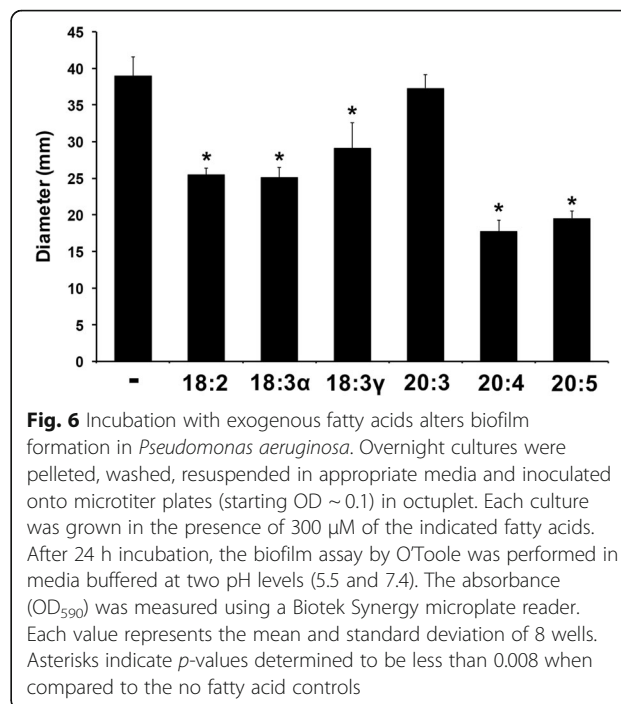 45
40
35
30
25
20
15
10
5
0
Diameter (mm)
* * * * *
- 18:2 18:3α 18:3γ 20:3 20:4 20:5
Fig. 6 Incubation with exogenous fatty acids alters biofilm
formation in Pseudomonas aeruginosa. Overnight cultures were
pelleted, washed, resuspended in appropriate media and inoculated
onto microtiter plates (starting OD ~ 0.1) in octuplet. Each culture
was grown in the presence of 300 μM of the indicated fatty acids.
After 24 h incubation, the biofilm assay by O'Toole was performed in
media buffered at two pH levels (5.5 and 7.4). The absorbance
(OD590) was measured using a Biotek Synergy microplate reader.
Each value represents the mean and standard deviation of 8 wells.
Asterisks indicate p-values determined to be less than 0.008 when
compared to the no fatty acid controls